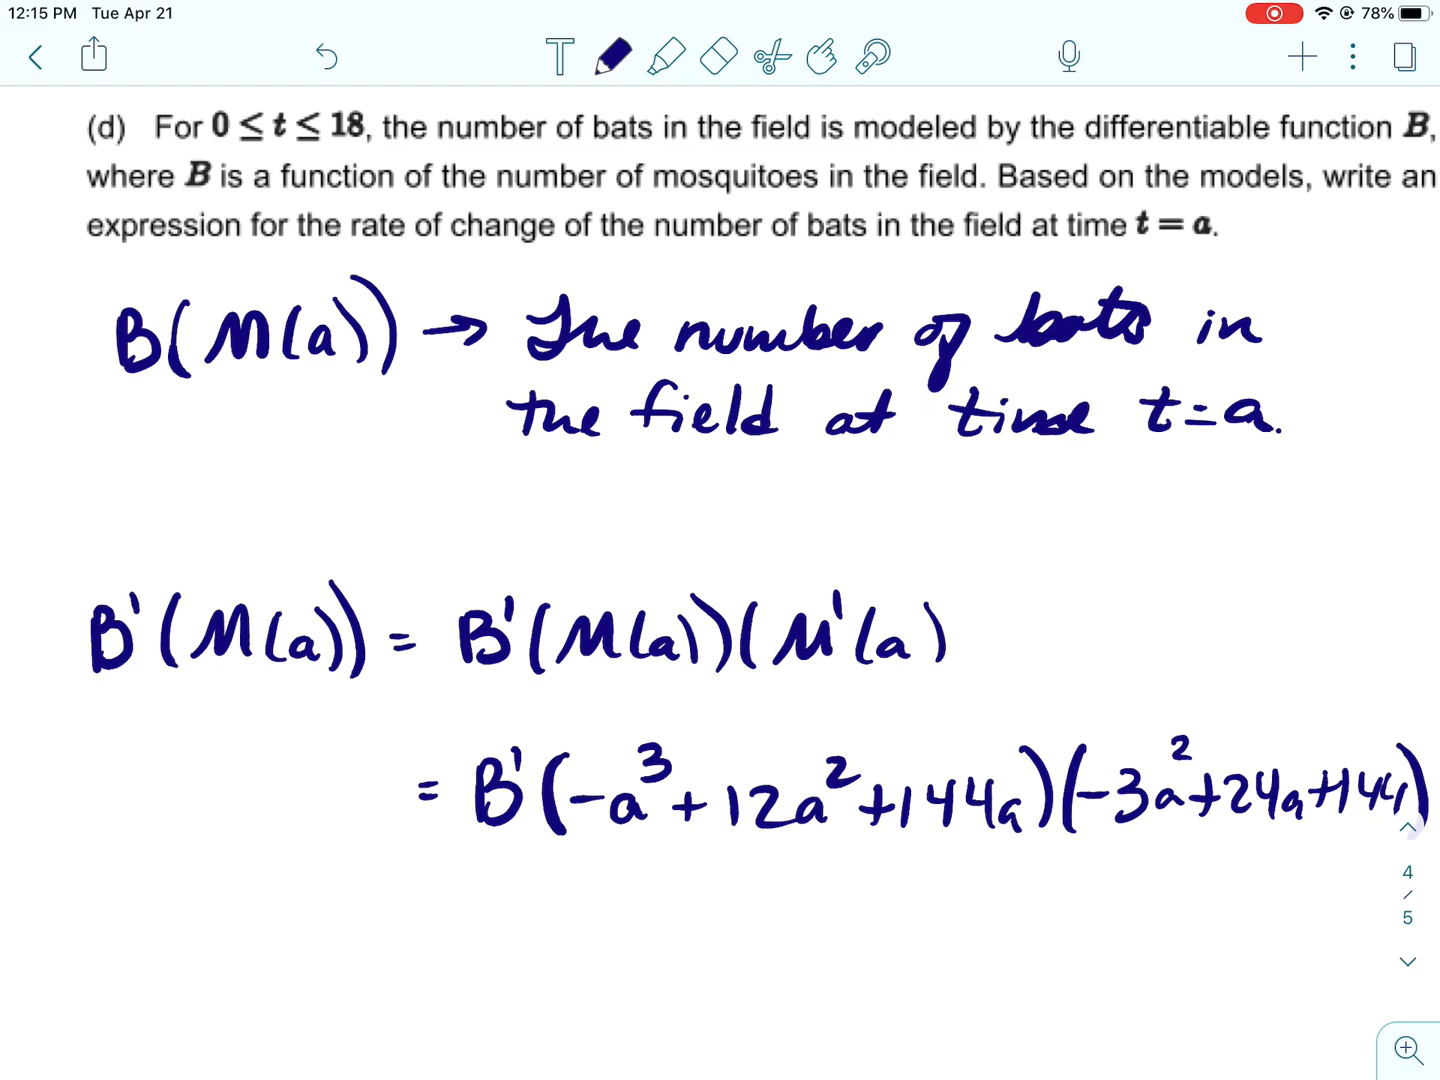 12:15 PM Tue Apr 21 78%
T
(d) For 0 ≤ t ≤ 18, the number of bats in the field is modeled by the differentiable function B,
where B is a function of the number of mosquitoes in the field. Based on the models, write an
expression for the rate of change of the number of bats in the field at time t = a.
B(M(a)) → The number of bats in
the field at time t=a.
B'(M(a)) = B'(M(a))(M'(a)
= B'(-a³+12a²+144a)(-3a²+24a+144)
4
/
5